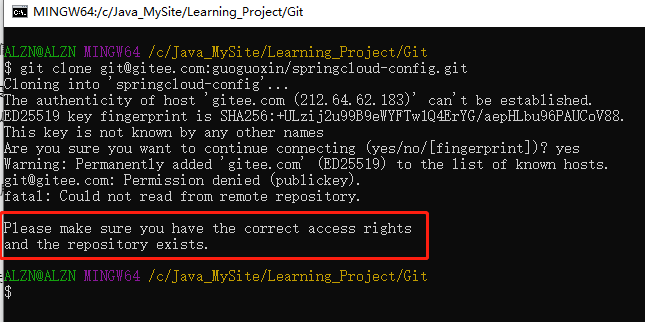 MINGW64:/c/Java_MySite/Learning_Project/Git
ALZN@ALZN MINGW64 /c/Java_MySite/Learning_Project/Git
$ git clone git@gitee.com:guoguoxin/springcloud-config.git
Cloning into 'springcloud-config'...
The authenticity of host 'gitee.com (212.64.62.183)' can't be established.
ED25519 key fingerprint is SHA256:+ULzij2u99B9eWYFTw1Q4ErYG/aepHLbu96PAUCoV88.
This key is not known by any other names
Are you sure you want to continue connecting (yes/no/[fingerprint])? yes
Warning: Permanently added 'gitee.com' (ED25519) to the list of known hosts.
git@gitee.com: Permission denied (publickey).
fatal: Could not read from remote repository.
Please make sure you have the correct access rights
and the repository exists.
ALZN@ALZN MINGW64 /c/Java_MySite/Learning_Project/Git
$